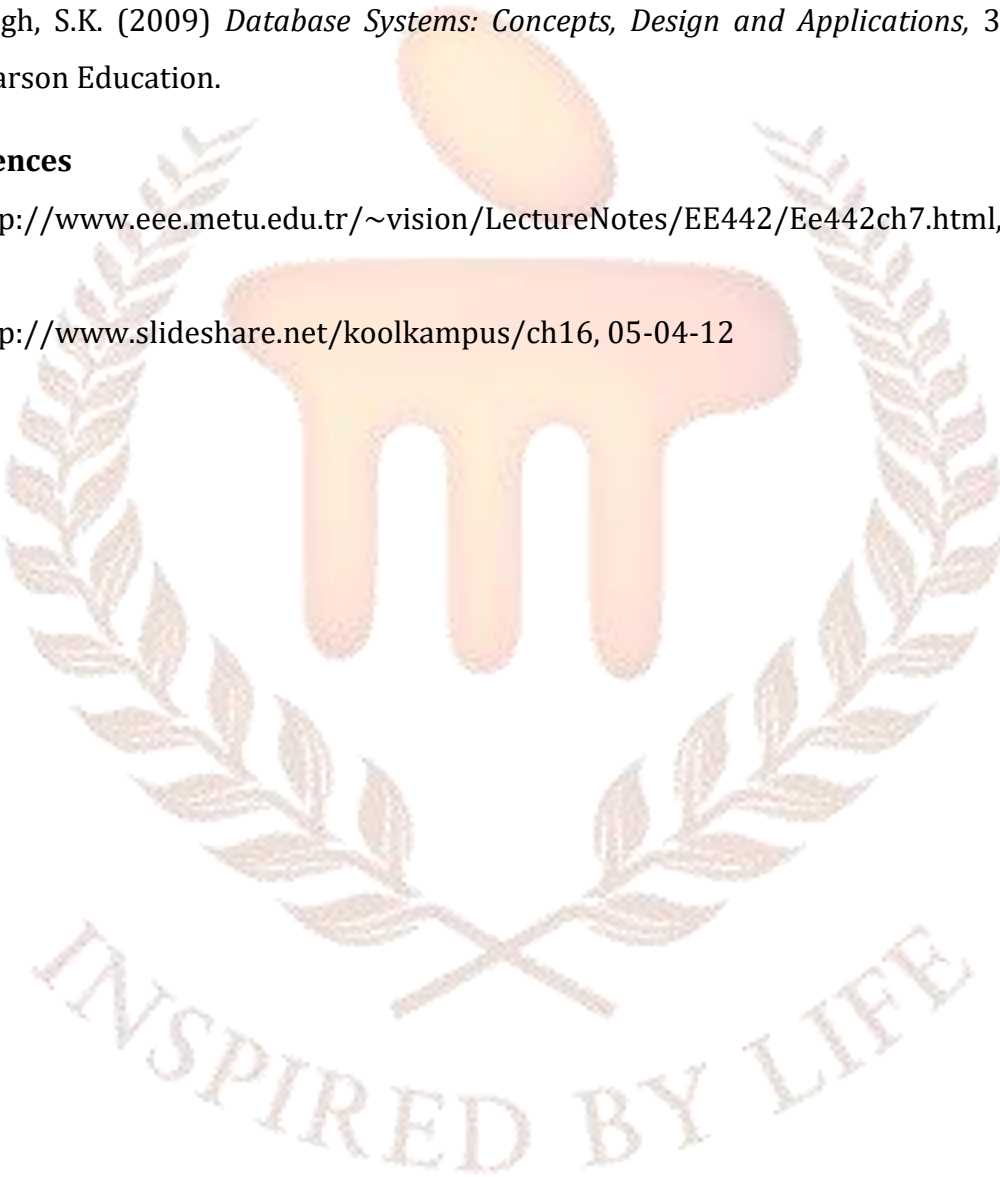 gh, S.K. (2009) Database Systems: Concepts, Design and Applications, 3
arson Education.
ences
p://www.eee.metu.edu.tr/~vision/LectureNotes/EE442/Ee442ch7.html,
p://www.slideshare.net/koolkampus/ch16, 05-04-12
INSPIRED BY LIFE